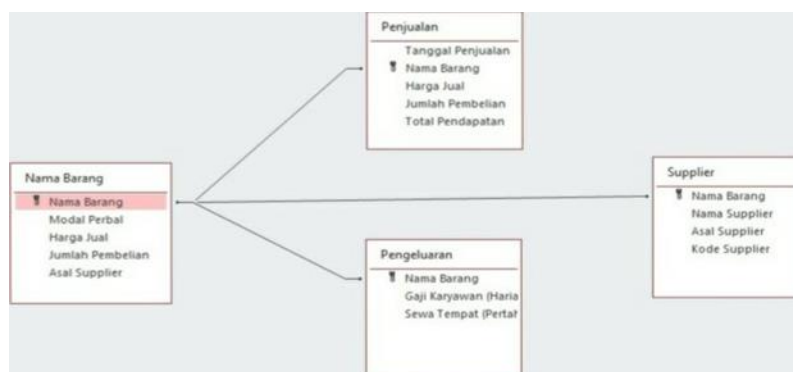 Penjualan
Tanggal Penjualan
Nama Barang
Harga Jual
Jumlah Pembelian
Total Pendapatan
Nama Barang
Nama Barang
Modal Perbal
Harga Jual
Jumlah Pembelian
Asal Supplier
Supplier
Nama Barang
Nama Supplier
Asal Supplier
Kode Supplier
Pengeluaran
Nama Barang
Gaji Karyawan (Haria
Sewa Tempat (Pertah